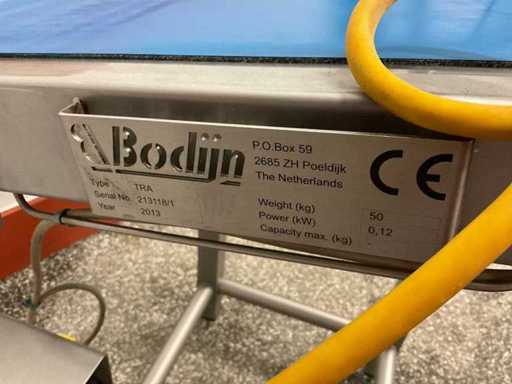 Bodijn
P.O.Box 59
2685 ZH Poeldijk
The Netherlands
CE
Type TRA
Serial No. 213118/1
Year 2013
Weight (kg) 50
Power (kW) 0,12
Capacity max. (kg)